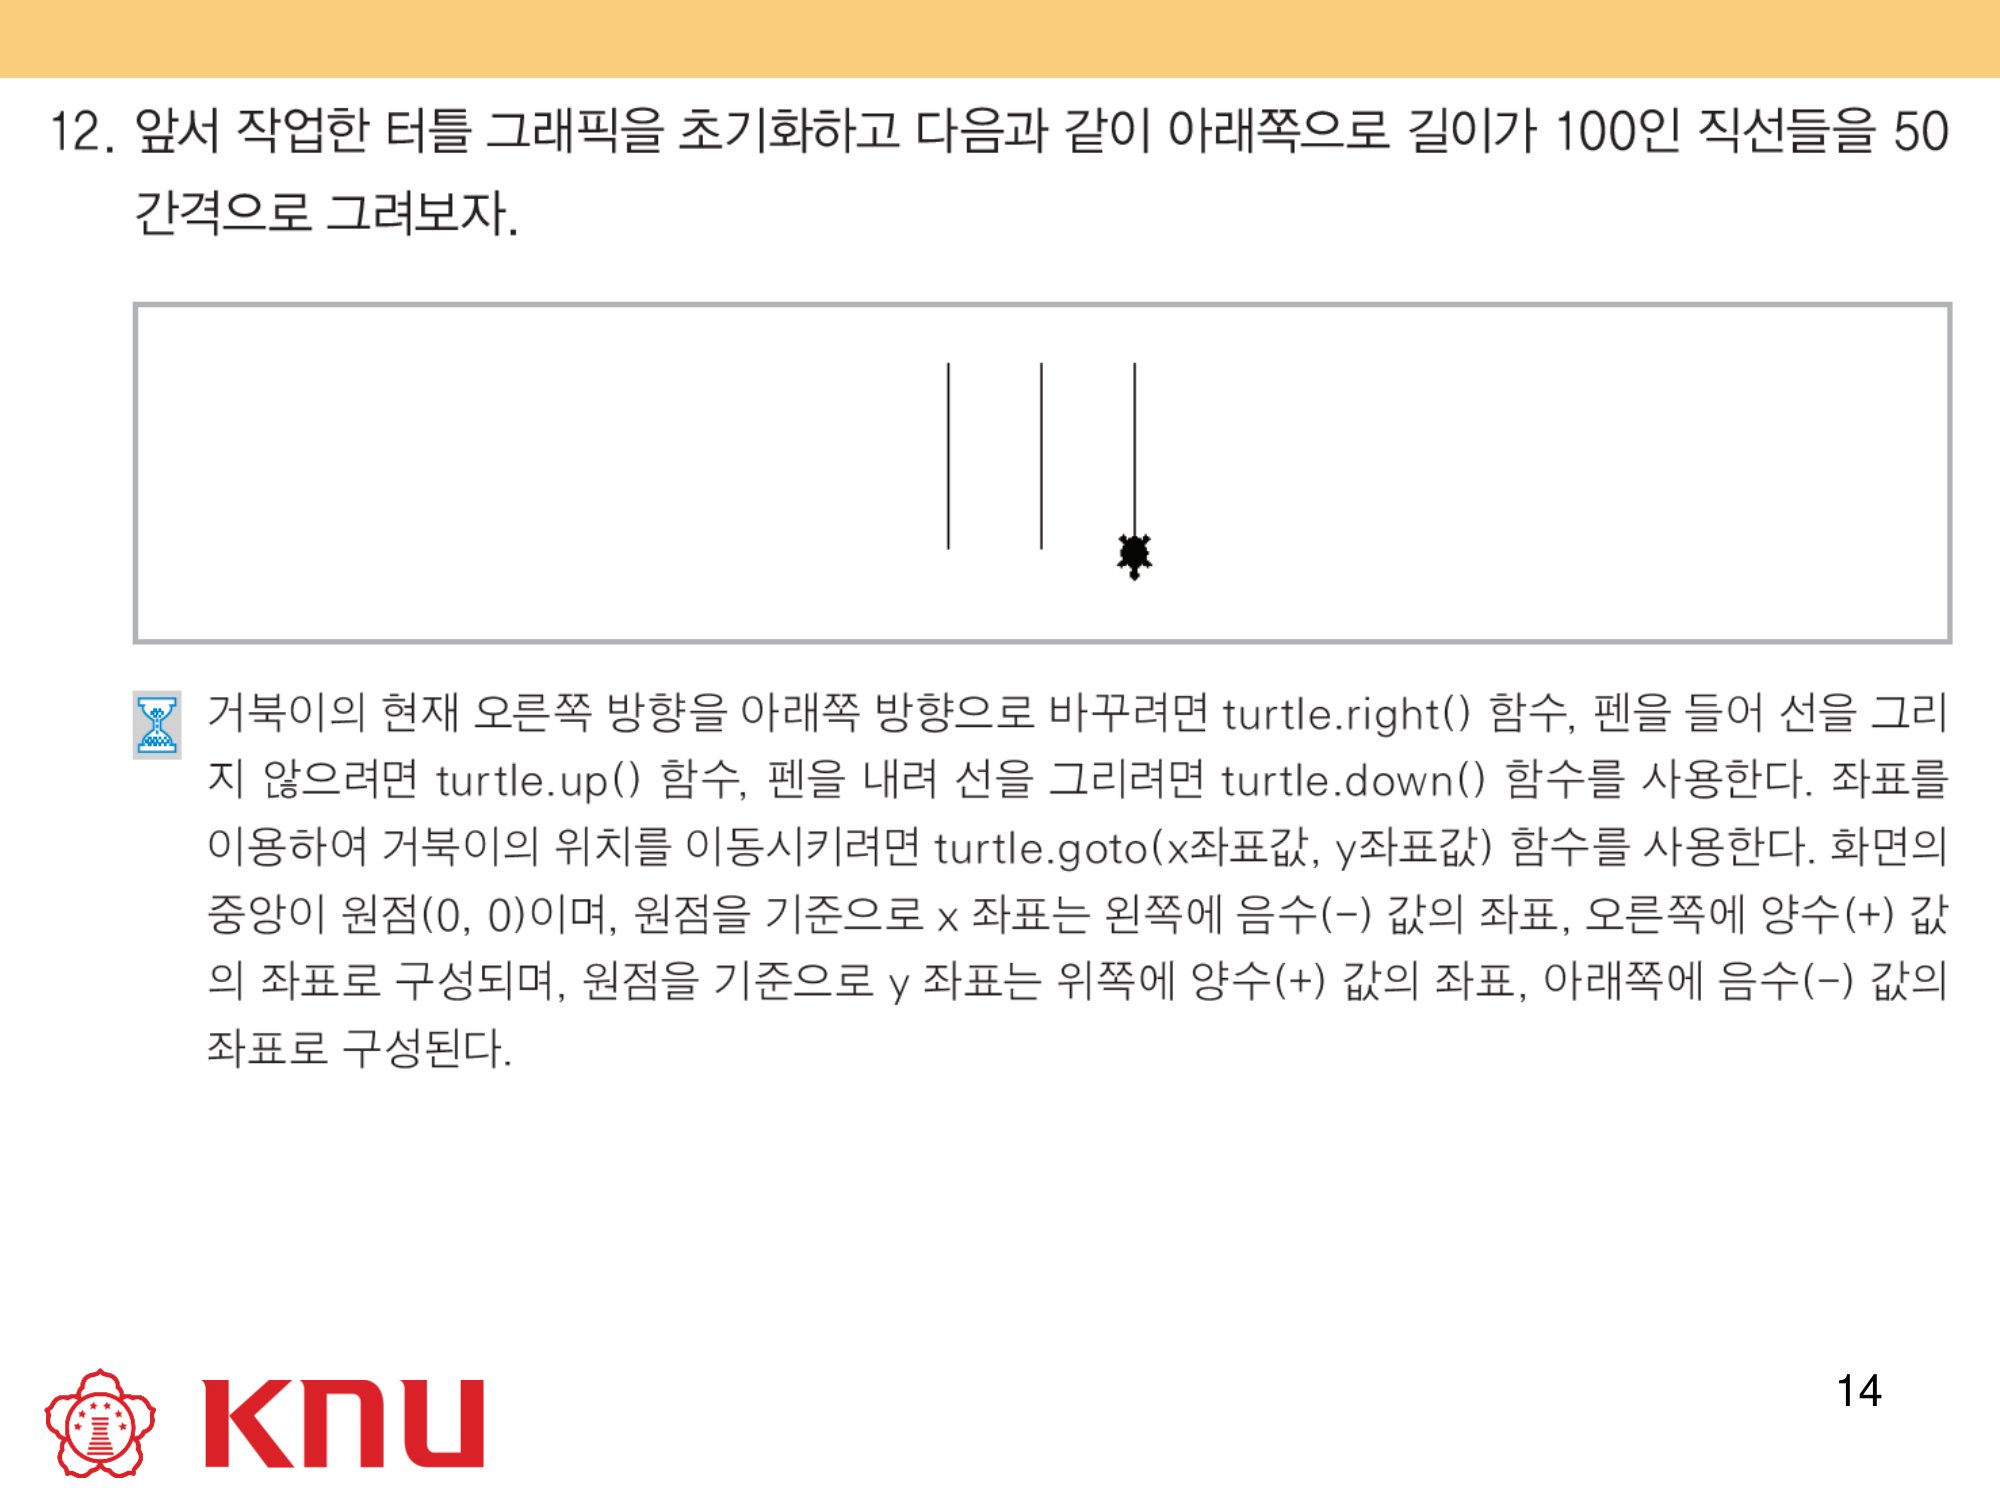 12. 앞서 작업한 터틀 그래픽을 초기화하고 다음과 같이 아래쪽으로 길이가 100인 직선들을 50
간격으로 그려보자.
거북이의 현재 오른쪽 방향을 아래쪽 방향으로 바꾸려면 turtle.right() 함수, 펜을 들어 선을 그리
지 않으려면 turtle.up() 함수, 펜을 내려 선을 그리려면 turtle.down() 함수를 사용한다. 좌표를
이용하여 거북이의 위치를 이동시키려면 turtle.goto(x좌표값, y좌표값) 함수를 사용한다. 화면의
중앙이 원점(0, 0)이며, 원점을 기준으로 x 좌표는 왼쪽에 음수(-) 값의 좌표, 오른쪽에 양수(+) 값
의 좌표로 구성되며, 원점을 기준으로 y 좌표는 위쪽에 양수(+) 값의 좌표, 아래쪽에 음수(-) 값의
좌표로 구성된다.
KNU
14